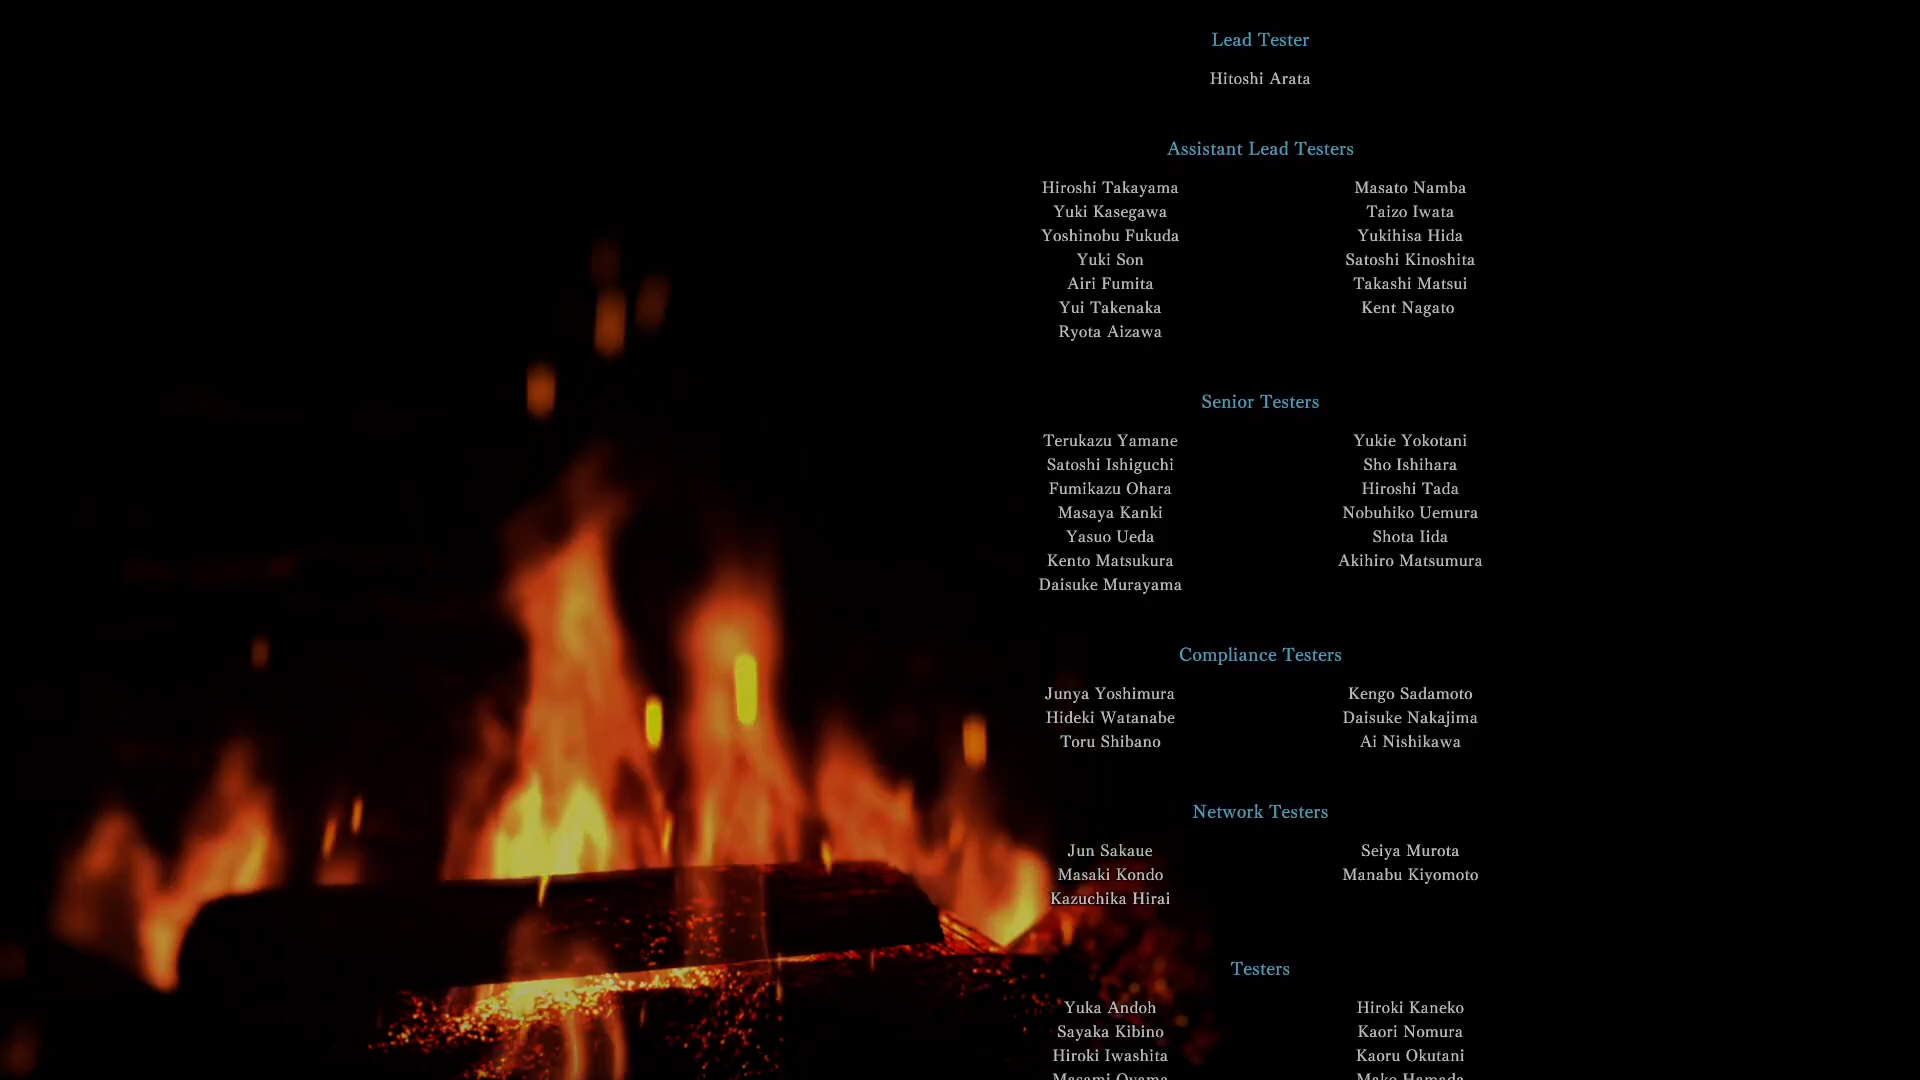 Lead Tester
Hitoshi Arata
Assistant Lead Testers
Hiroshi Takayama Masato Namba
Yuki Kasegawa Taizo Iwata
Yoshinobu Fukuda Yukihisa Hida
Yuki Son Satoshi Kinoshita
Airi Fumita Takashi Matsui
Yui Takenaka Kent Nagato
Ryota Aizawa
Senior Testers
Terukazu Yamane Yukie Yokotani
Satoshi Ishiguchi Sho Ishihara
Fumikazu Ohara Hiroshi Tada
Masaya Kanki Nobuhiko Uemura
Yasuo Ueda Shota Iida
Kento Matsukura Akihiro Matsumura
Daisuke Murayama
Compliance Testers
Junya Yoshimura Kengo Sadamoto
Hideki Watanabe Daisuke Nakajima
Toru Shibano Ai Nishikawa
Network Testers
Jun Sakaue Seiya Murota
Masaki Kondo Manabu Kiyomoto
Kazuchika Hirai
Testers
Yuka Andoh Hiroki Kaneko
Sayaka Kibino Kaori Nomura
Hiroki Iwashita Kaoru Okutani
Masami Oyama Mako Hamada